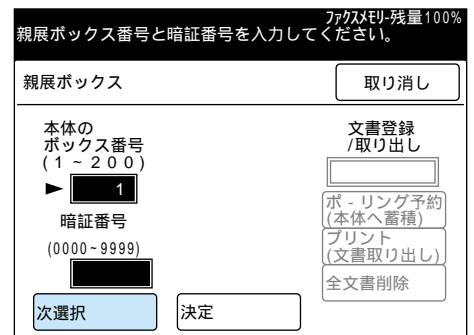 ファクスメモリ-残量100%
親展ボックス番号と暗証番号を入力してください。
親展ボックス
取り消し
本体の
ボックス番号
(1~200)
1
暗証番号
(0000~9999)
次選択
決定
文書登録
/取り出し
ポ-リング予約
(本体へ蓄積)
プリント
(文書取り出し)
全文書削除